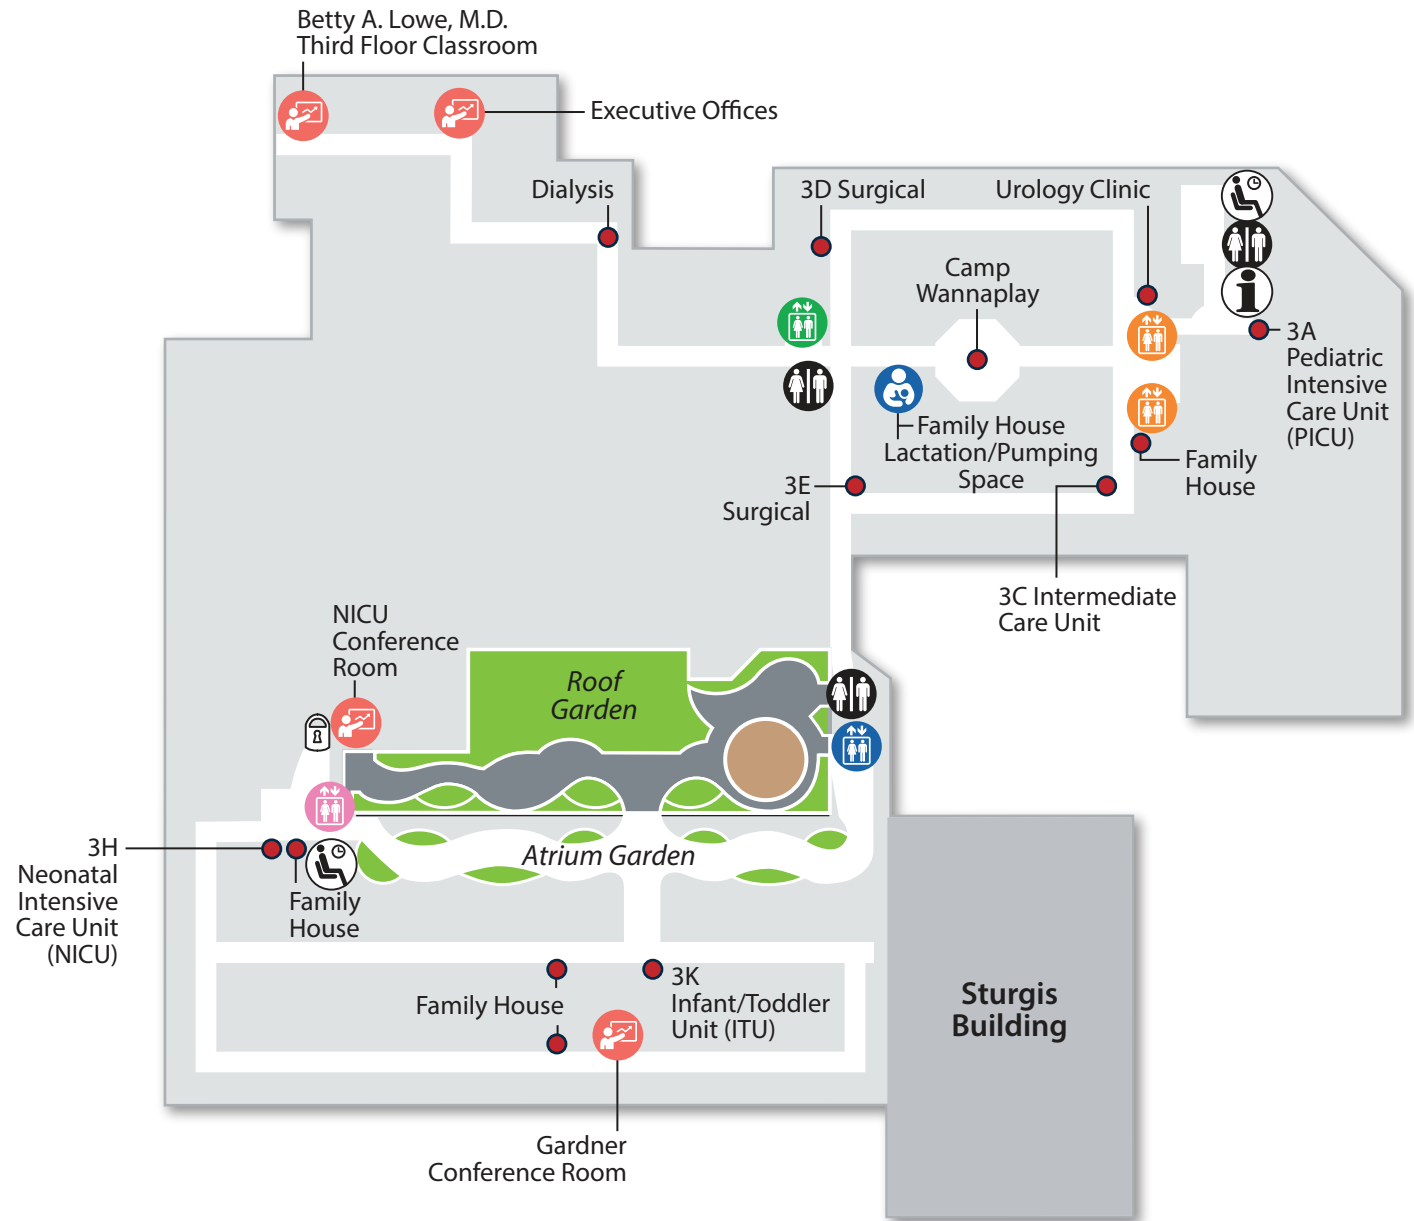 Betty A. Lowe, M.D.
Third Floor Classroom
Executive Offices
Dialysis
3D Surgical
Urology Clinic
Camp
Wannaplay
3A
Pediatric
Intensive
Care Unit
(PICU)
Family House
Lactation/Pumping
Space
Family
House
3E
Surgical
3C Intermediate
Care Unit
NICU
Conference
Room
Roof
Garden
Atrium Garden
3H
Neonatal
Intensive
Care Unit
(NICU)
Family
House
Family House
3K
Infant/Toddler
Unit (ITU)
Sturgis
Building
Gardner
Conference Room